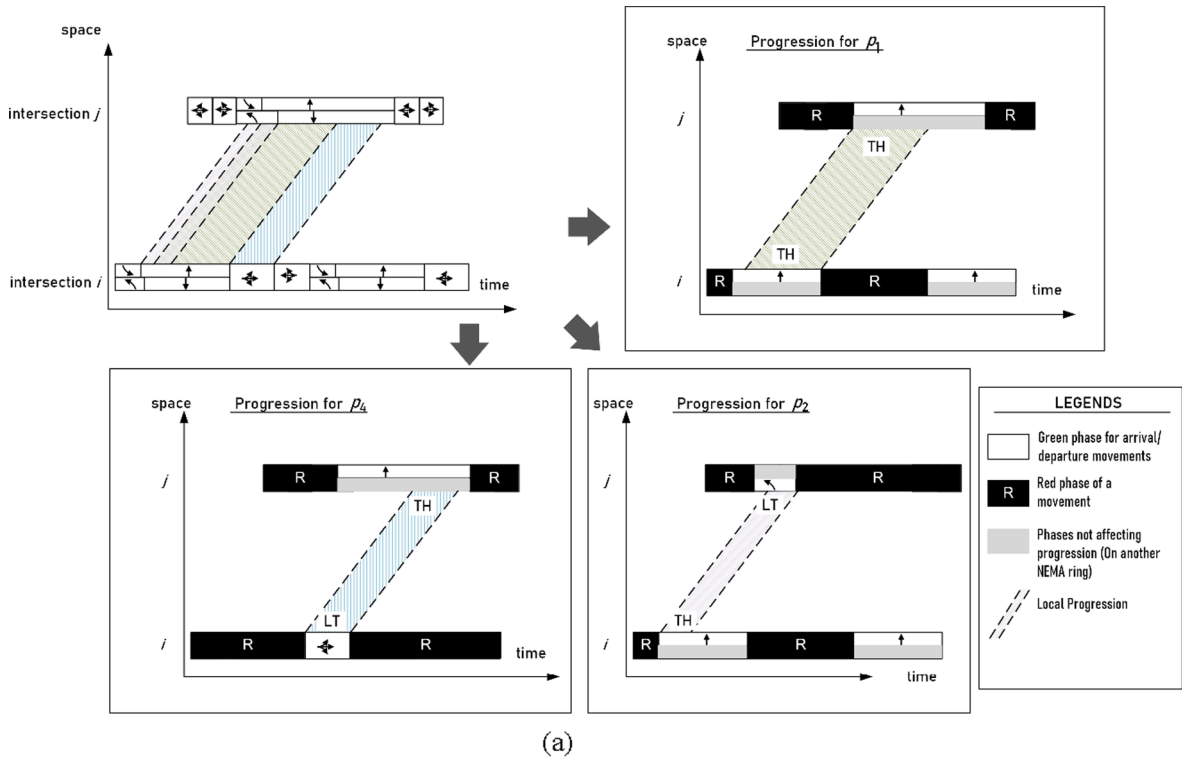 space
intersection j
intersection i
time
space
Progression for p1
j
R
R
TH
TH
i
R
R
time
space
Progression for p4
j
R
R
TH
LT
i
R
R
time
space
Progression for p2
j
R
R
LT
TH
i
R
R
time
LEGENDS
Green phase for arrival/
departure movements
R
Red phase of a
movement
Phases not affecting
progression (On another
NEMA ring)
Local Progression
(a)